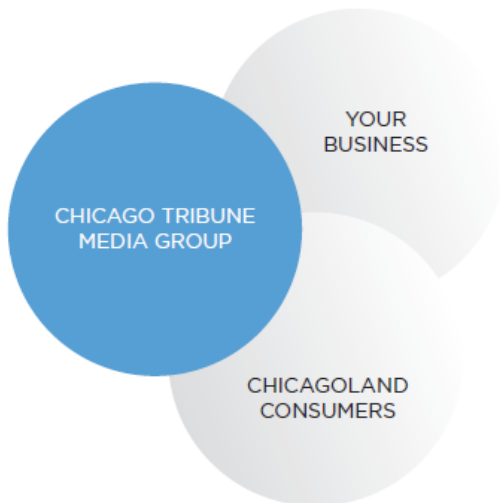 YOUR
BUSINESS
CHICAGO TRIBUNE
MEDIA GROUP
CHICAGOLAND
CONSUMERS